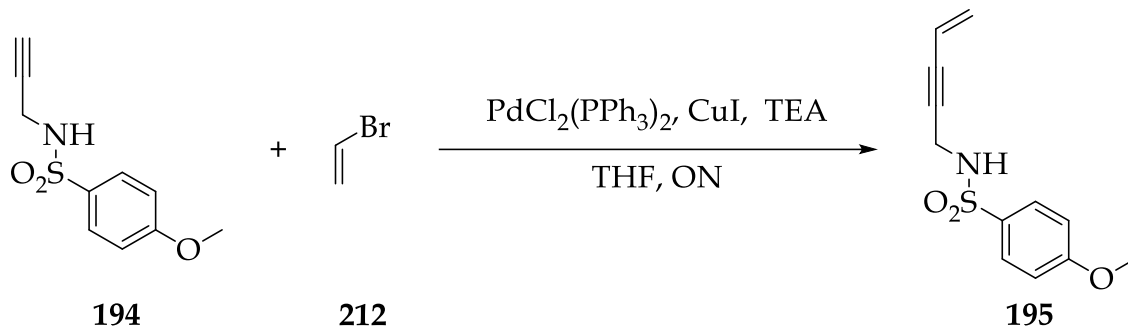 NH
O₂S
O
194
+
Br
212
PdCl₂(PPh₃)₂, CuI, TEA
THF, ON
NH
O₂S
O
195